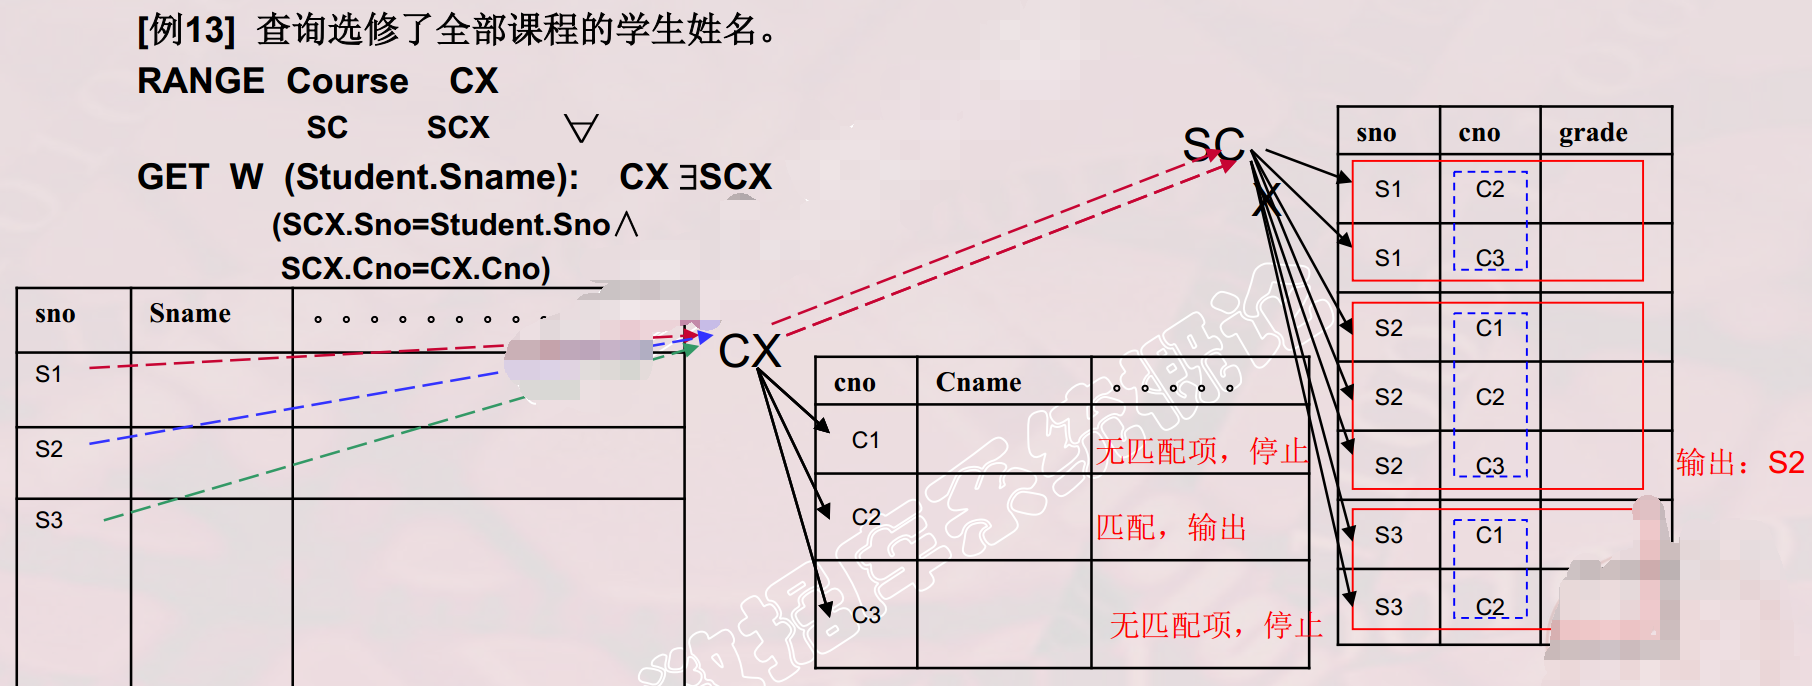 [例13] 查询选修了全部课程的学生姓名。
RANGE Course CX
SC SCX ∀
GET W (Student.Sname): CX ∃SCX
(SCX.Sno=Student.Sno∧
SCX.Cno=CX.Cno)
sno Sname 。。。。。。。。。
S1
S2
S3
CX
cno Cname 。。。。。
C1 无匹配项，停止
C2 匹配，输出
C3 无匹配项，停止
SC
X
sno cno grade
S1 C2
S1 C3
S2 C1
S2 C2
S2 C3
S3 C1
S3 C2
输出：S2